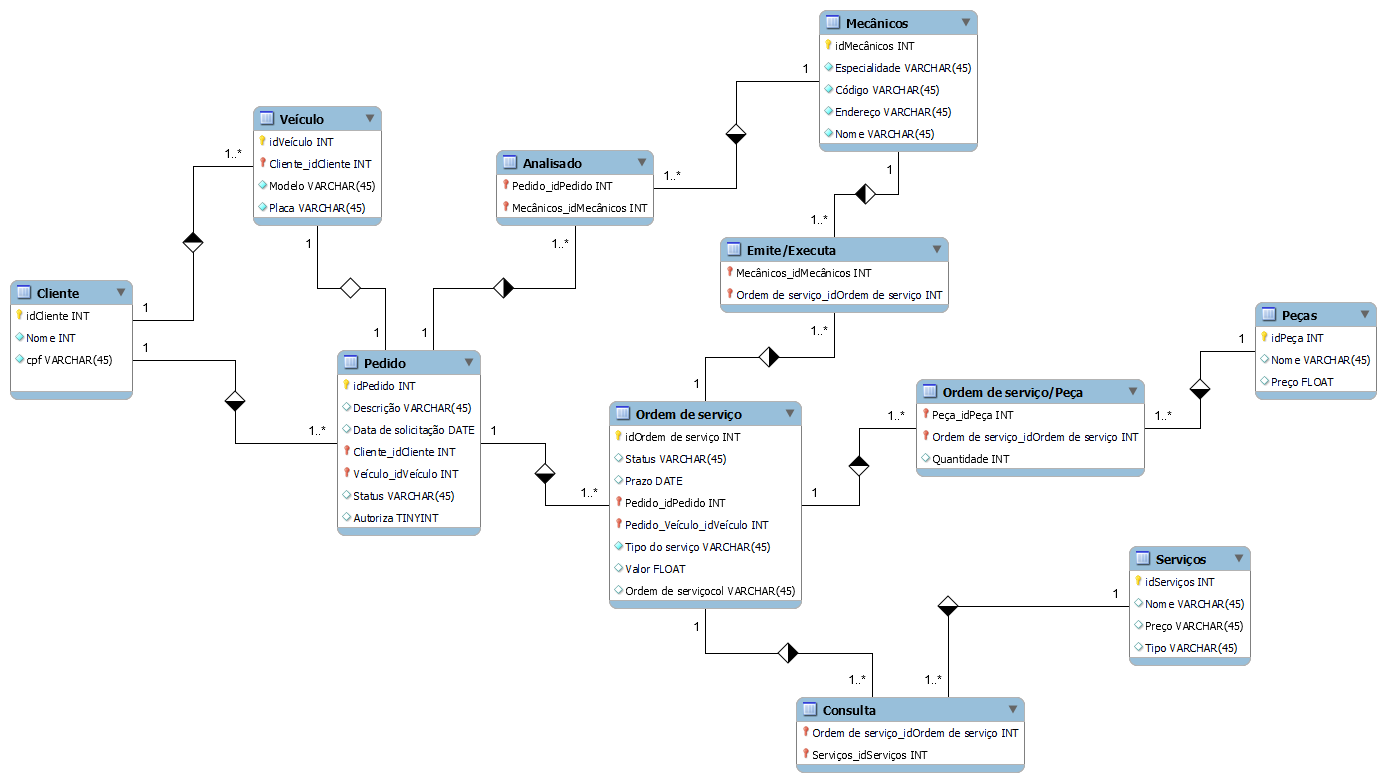 Mecânicos
idMecânicos INT
Especialidade VARCHAR(45)
Código VARCHAR(45)
Endereço VARCHAR(45)
Nome VARCHAR(45)
1
1..*
1
1..*
Veículo
idVeículo INT
Cliente_idCliente INT
Modelo VARCHAR(45)
Placa VARCHAR(45)
1..*
1
1
Analisado
Pedido_idPedido INT
Mecânicos_idMecânicos INT
1..*
1
Emite/Executa
Mecânicos_idMecânicos INT
Ordem de serviço_idOrdem de serviço INT
1..*
1
Cliente
idCliente INT
Nome INT
cpf VARCHAR(45)
1
1
1..*
Peças
idPeça INT
Nome VARCHAR(45)
Preço FLOAT
1
1..*
Pedido
idPedido INT
Descrição VARCHAR(45)
Data de solicitação DATE
Cliente_idCliente INT
Veículo_idVeículo INT
Status VARCHAR(45)
Autoriza TINYINT
1
1..*
Ordem de serviço/Peça
Peça_idPeça INT
Ordem de serviço_idOrdem de serviço INT
Quantidade INT
1..*
1
Ordem de serviço
idOrdem de serviço INT
Status VARCHAR(45)
Prazo DATE
Pedido_idPedido INT
Pedido_Veículo_idVeículo INT
Tipo do serviço VARCHAR(45)
Valor FLOAT
Ordem de serviçocol VARCHAR(45)
1
1..*
Serviços
idServiços INT
Nome VARCHAR(45)
Preço VARCHAR(45)
Tipo VARCHAR(45)
1
1..*
Consulta
Ordem de serviço_idOrdem de serviço INT
Serviços_idServiços INT